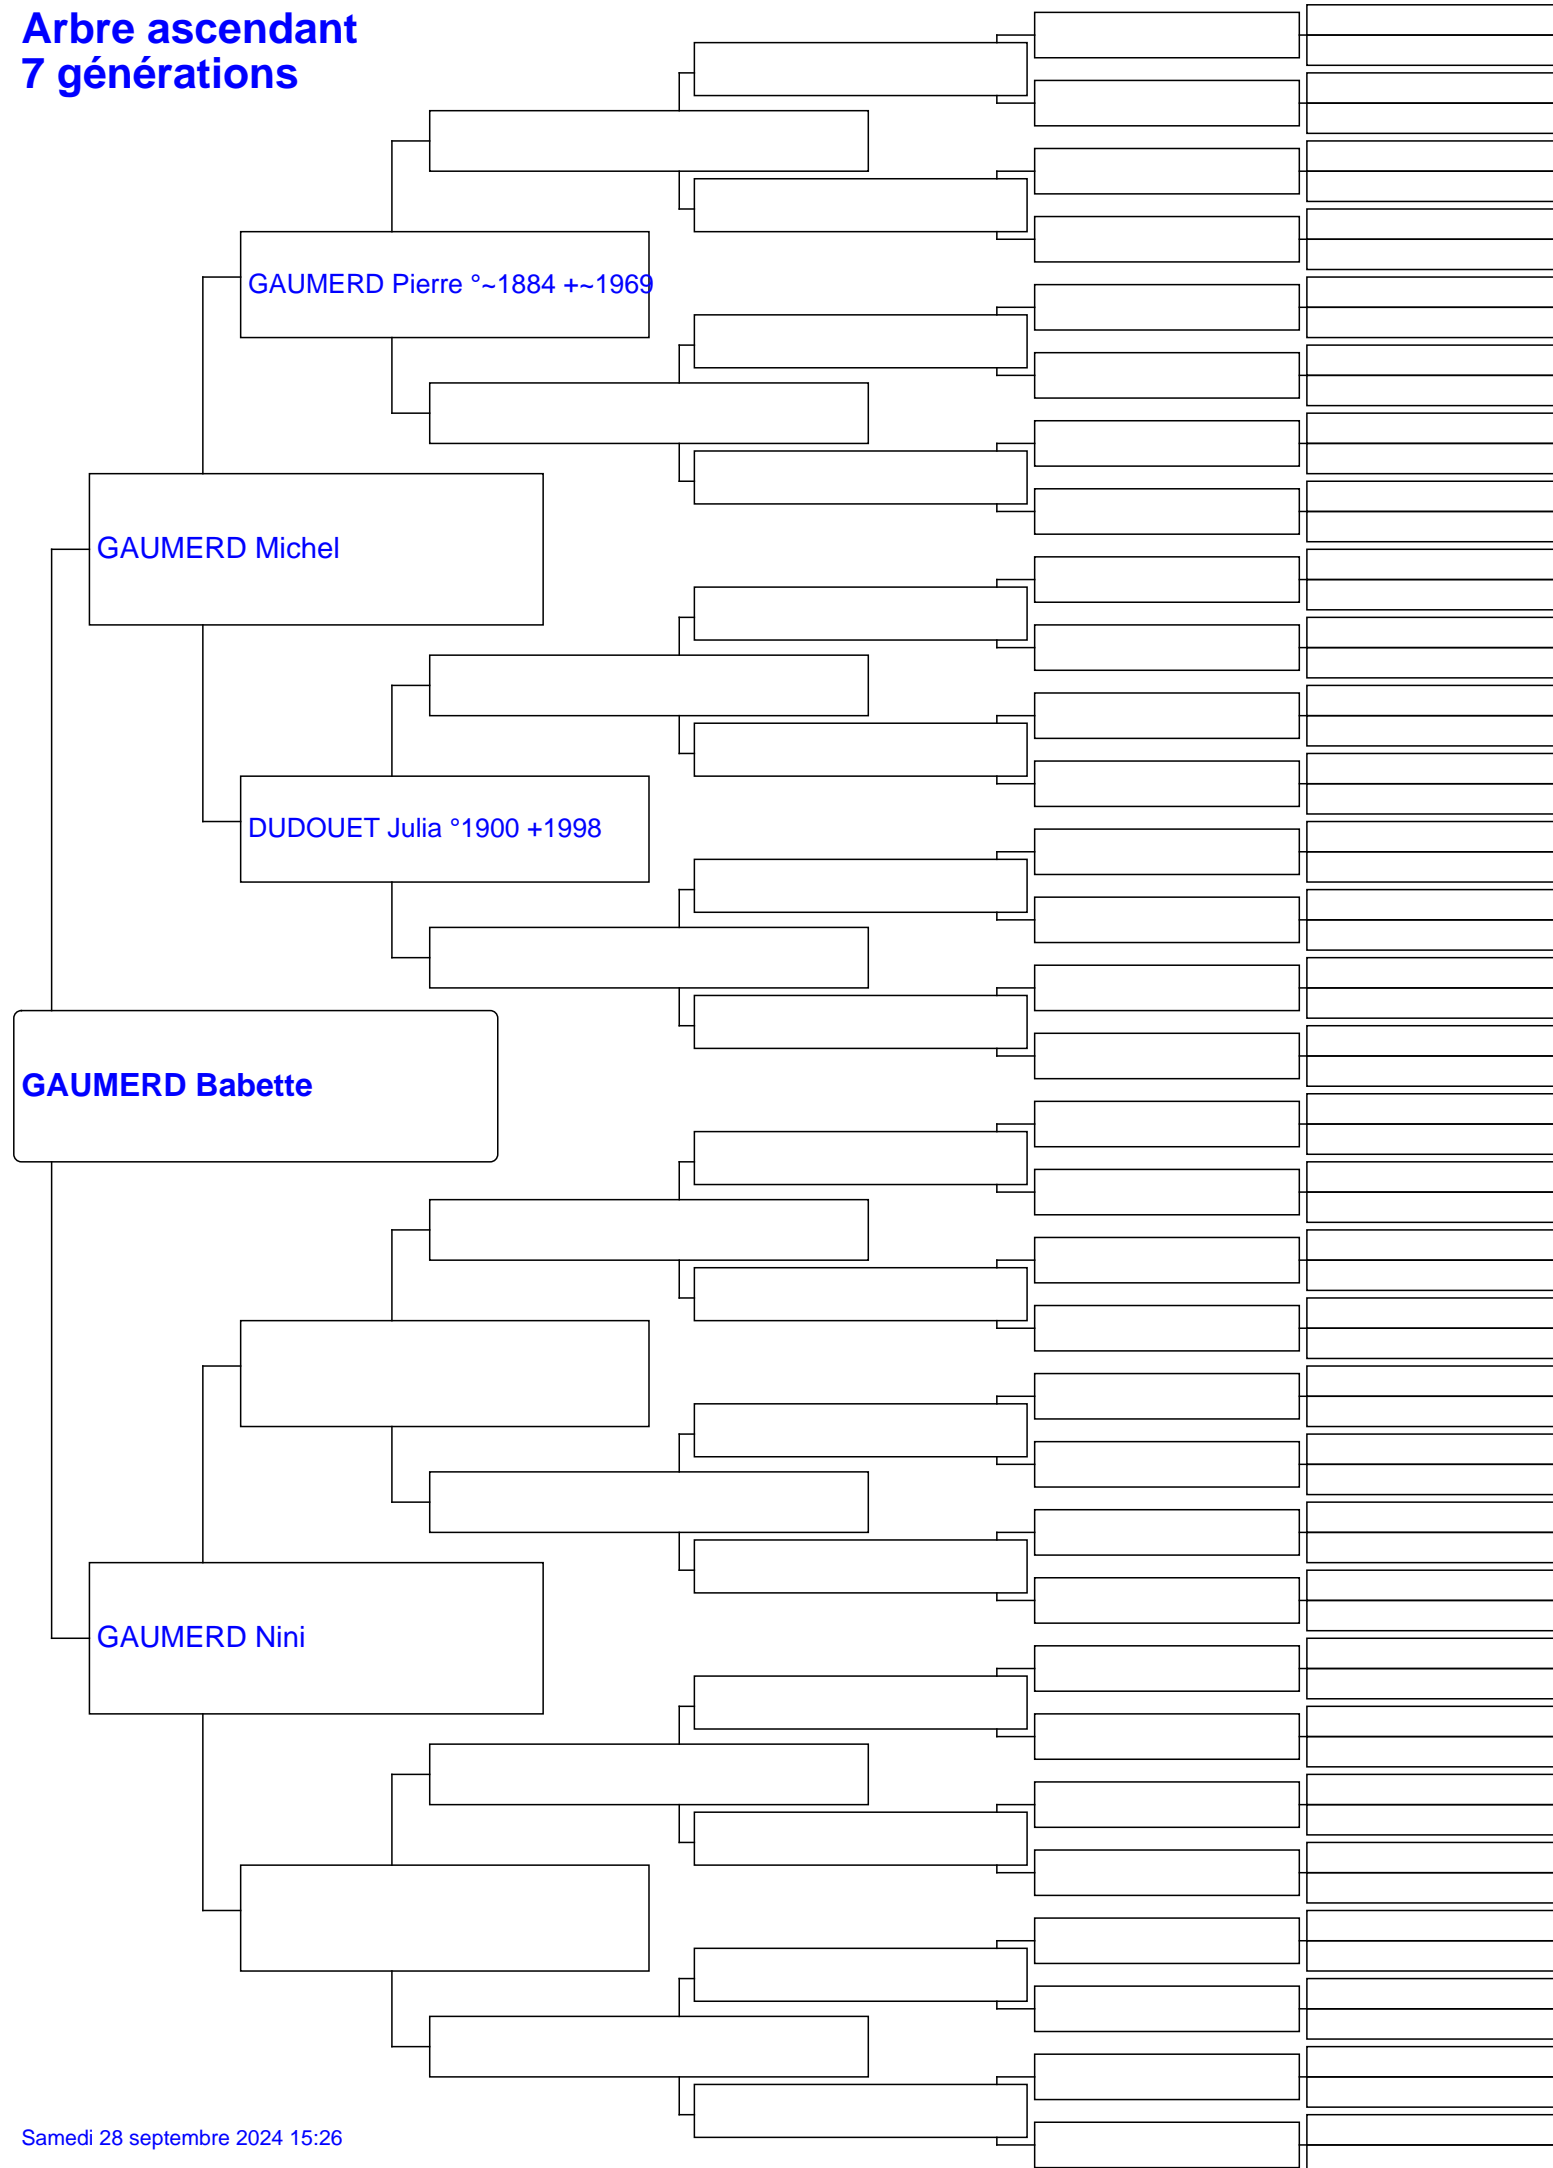 Arbre ascendant
7 générations
GAUMERD Pierre °~1884 +~1969
GAUMERD Michel
DUDOUET Julia °1900 +1998
GAUMERD Babette
GAUMERD Nini
Samedi 28 septembre 2024 15:26